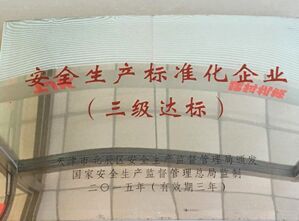 安全生产标准化企业
（三级达标）
天津市北辰区安全生产监督管理局颁发
国家安全生产监督管理总局监制
二〇一五年（有效期三年）